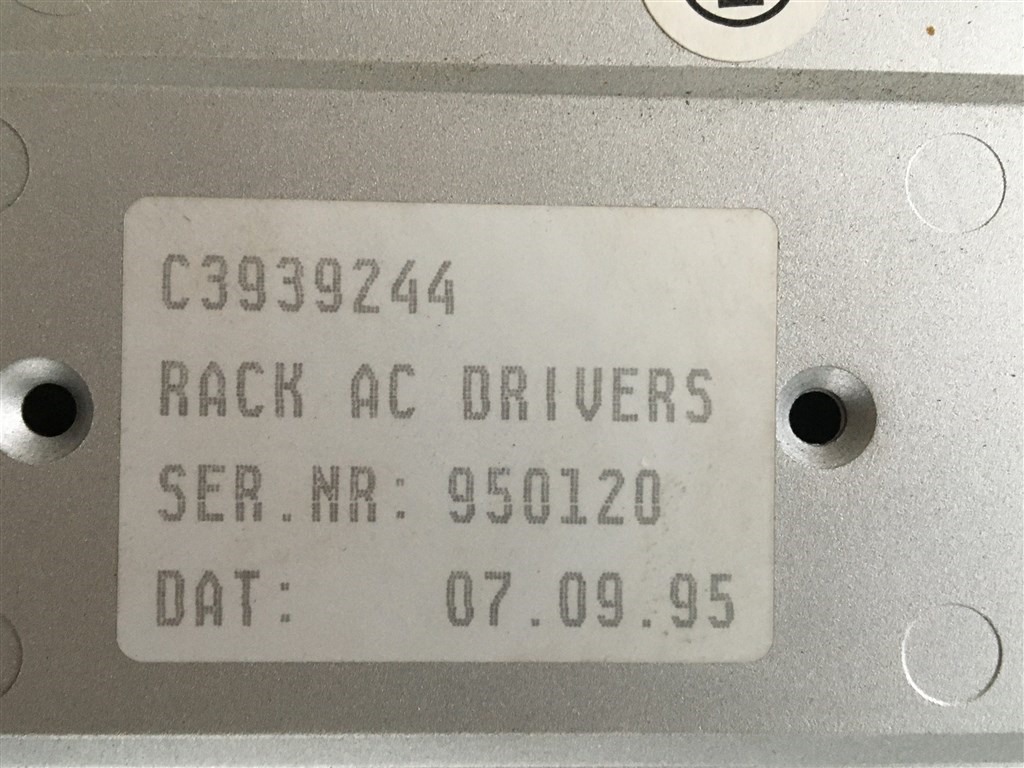 C3939244
RACK AC DRIVERS
SER.NR: 950120
DAT: 07.09.95